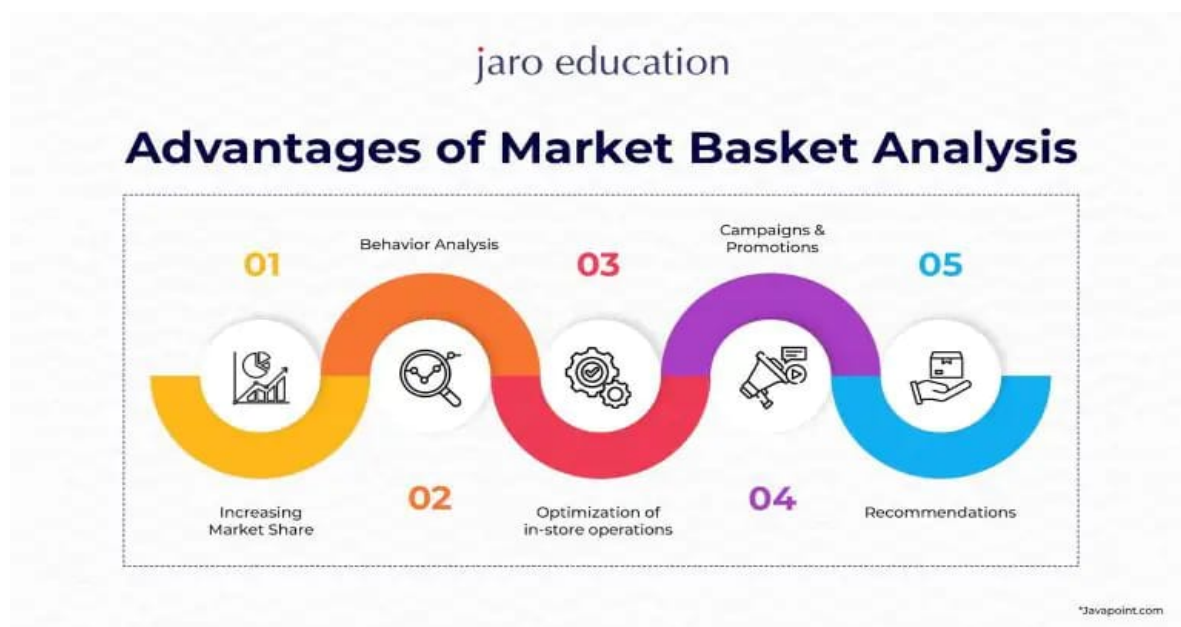 jaro education
Advantages of Market Basket Analysis
01
Increasing
Market Share
Behavior Analysis
02
03
Optimization of
in-store operations
Campaigns &
Promotions
04
05
Recommendations
*Javapoint.com